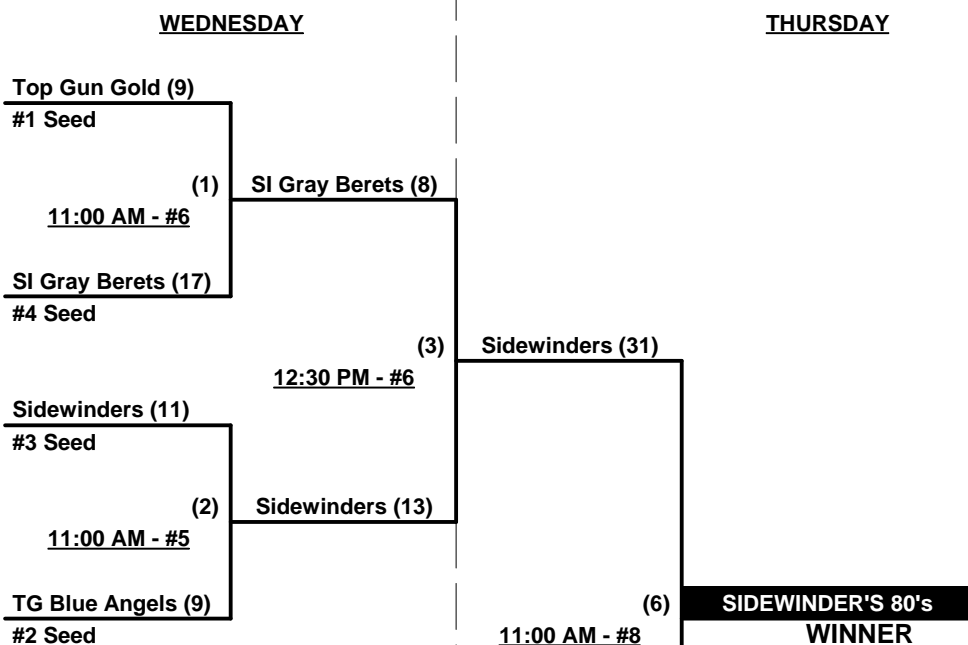 WEDNESDAY
THURSDAY
Top Gun Gold (9)
#1 Seed
(1)
SI Gray Berets (8)
11:00 AM - #6
SI Gray Berets (17)
#4 Seed
(3)
Sidewinders (31)
12:30 PM - #6
Sidewinders (11)
#3 Seed
(2)
Sidewinders (13)
11:00 AM - #5
TG Blue Angels (9)
(6)
SIDEWINDER'S 80's
#2 Seed
11:00 AM - #8
WINNER